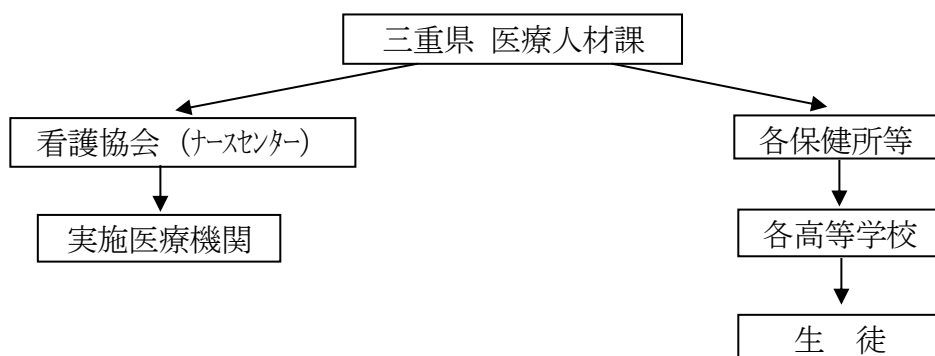 三重県 医療人材課
看護協会 (ﾅｰｽｾﾝﾀｰ)
各保健所等
実施医療機関
各高等学校
生　徒